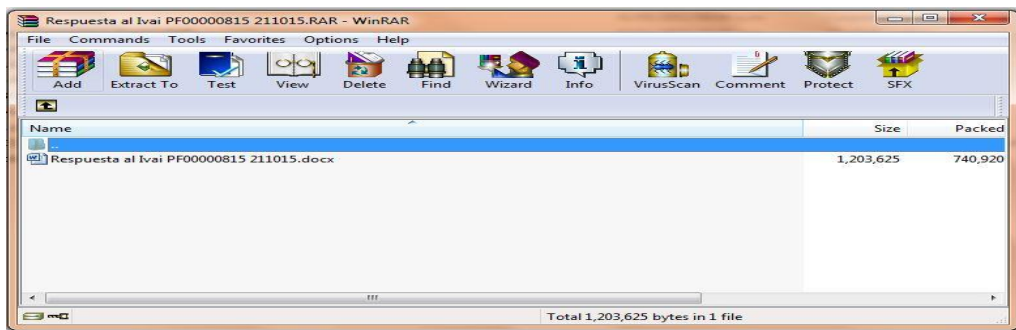 Respuesta al Ivai PF00000815 211015.RAR - WinRAR
File Commands Tools Favorites Options Help
Add Extract To Test View Delete Find Wizard Info VirusScan Comment Protect SFX
Name Size Packed
..
Respuesta al Ivai PF00000815 211015.docx 1,203,625 740,920
Total 1,203,625 bytes in 1 file